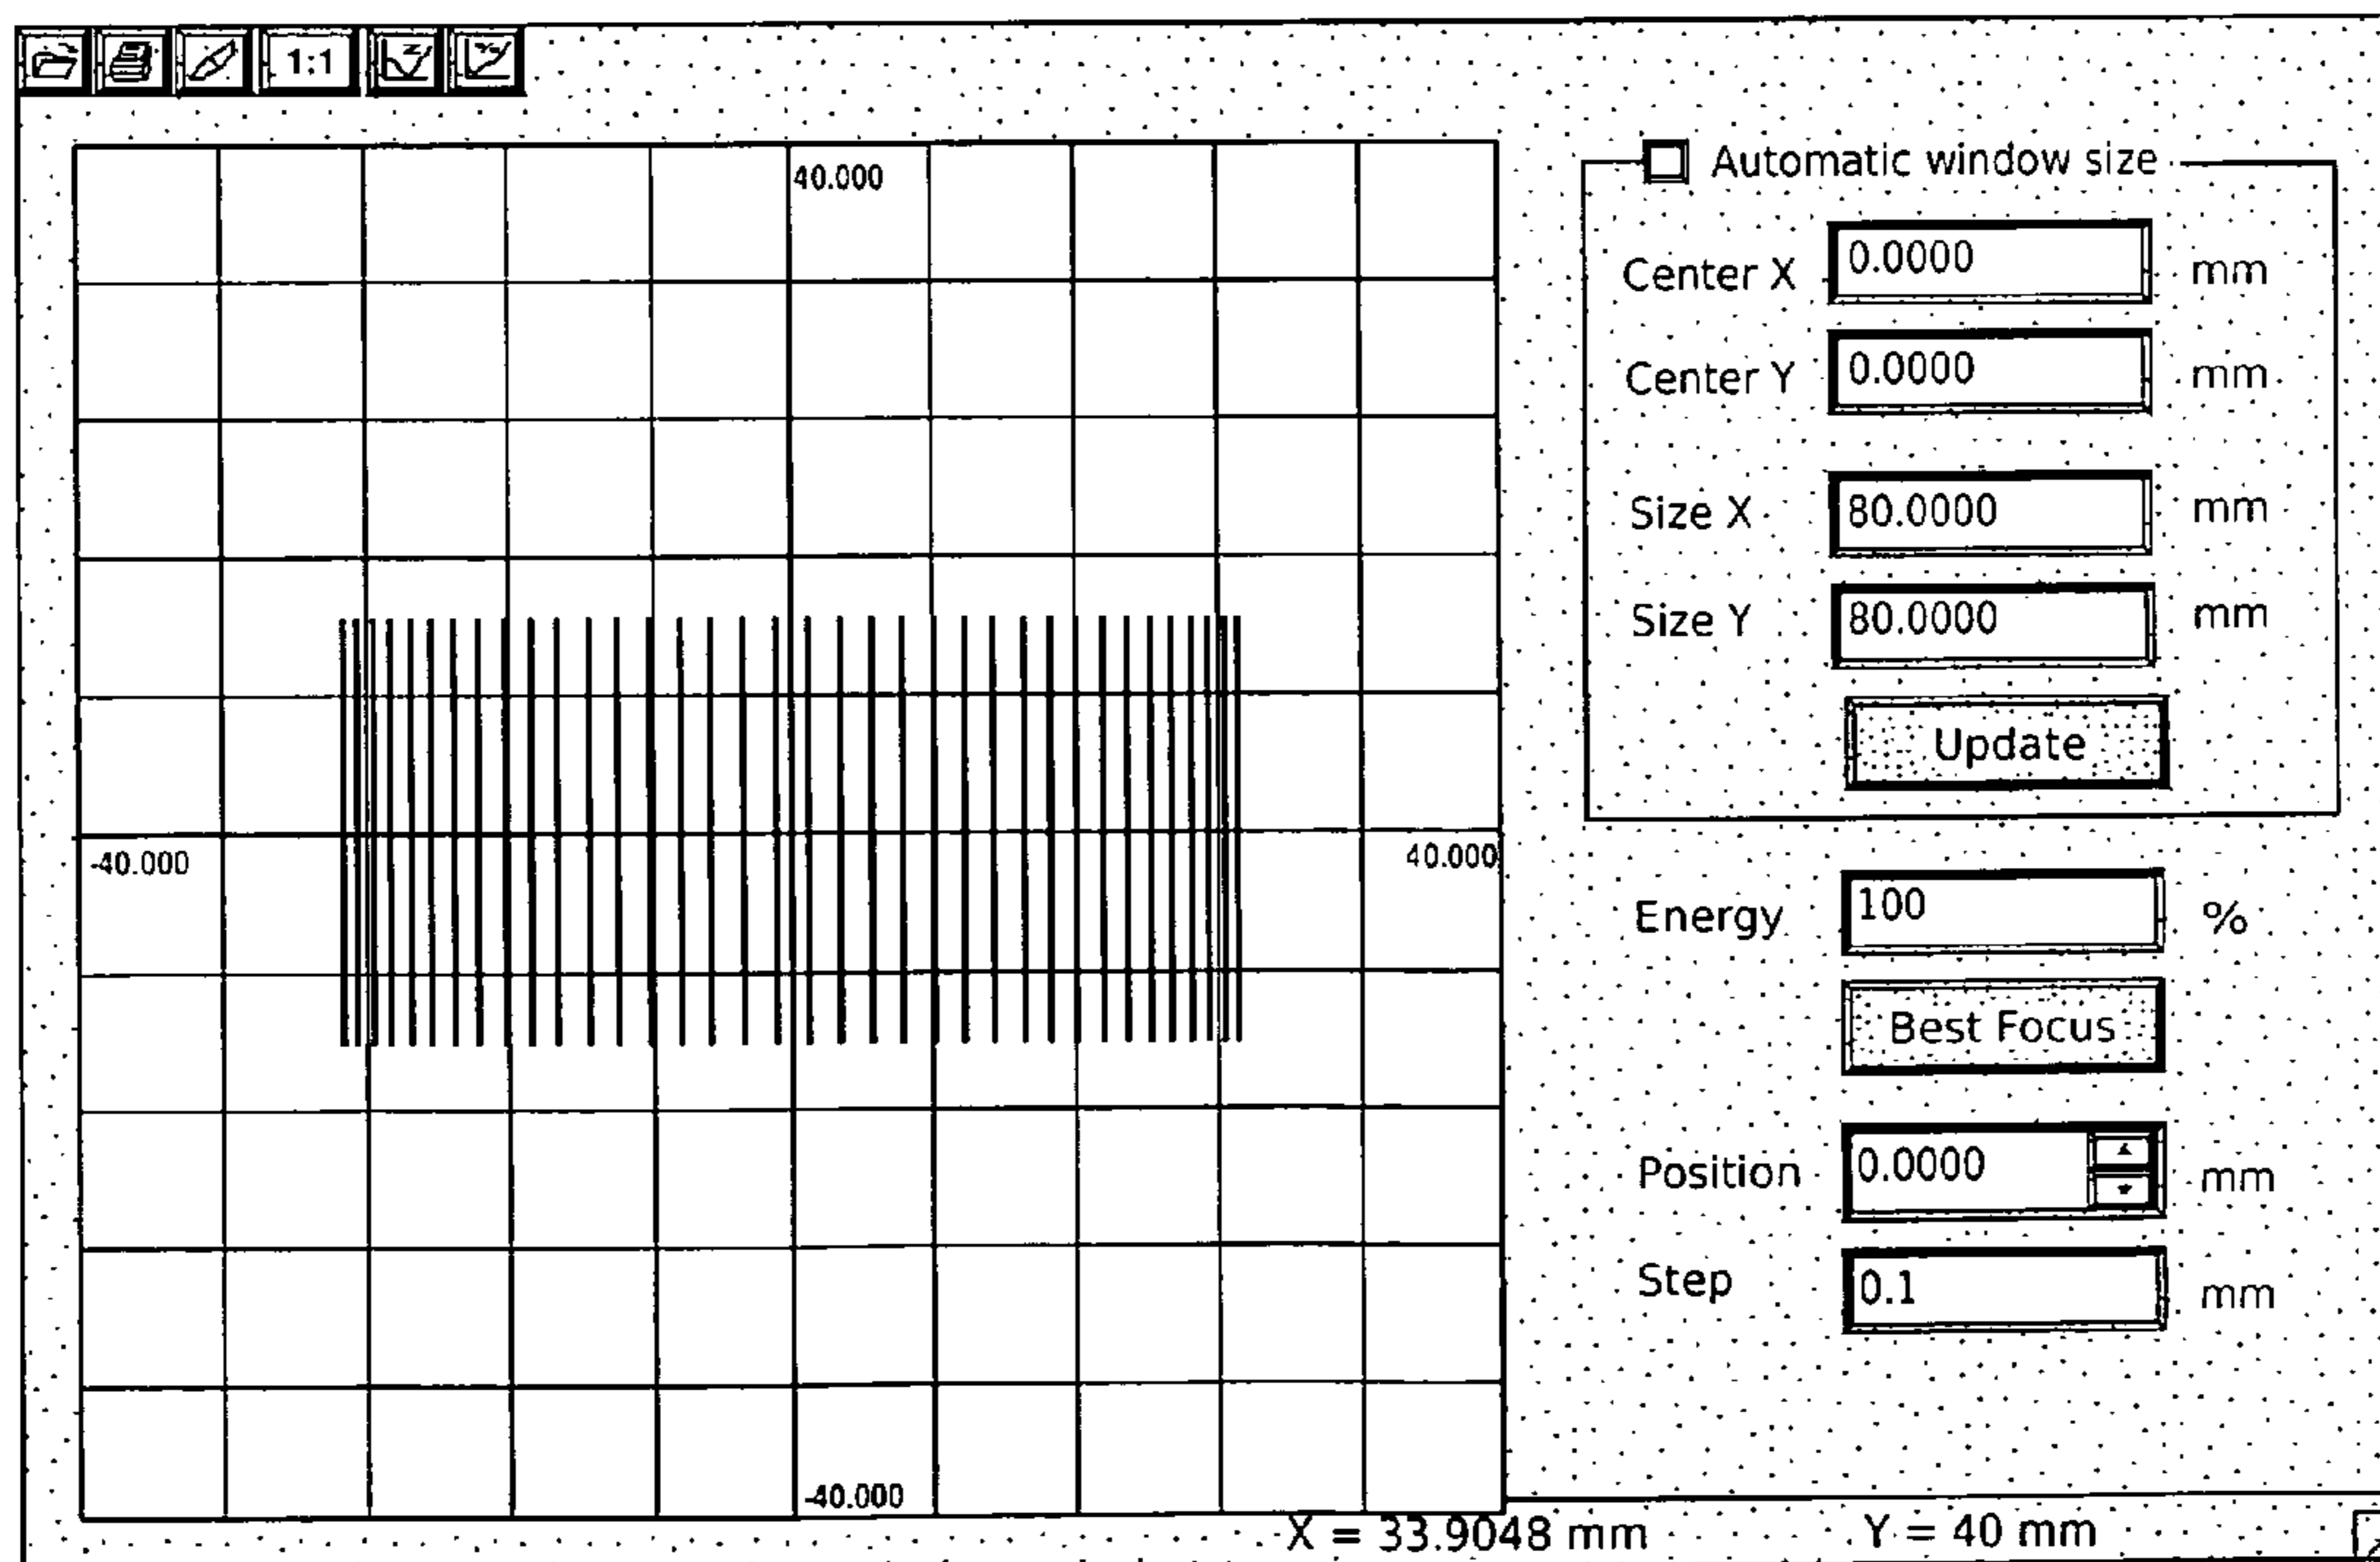 1:1
Automatic window size
40.000
Center X 0.0000 mm
Center Y 0.0000 mm
Size X 80.0000 mm
Size Y 80.0000 mm
Update
-40.000 40.000
Energy 100 %
Best Focus
Position 0.0000 mm
Step 0.1 mm
-40.000
X = 33.9048 mm Y = 40 mm